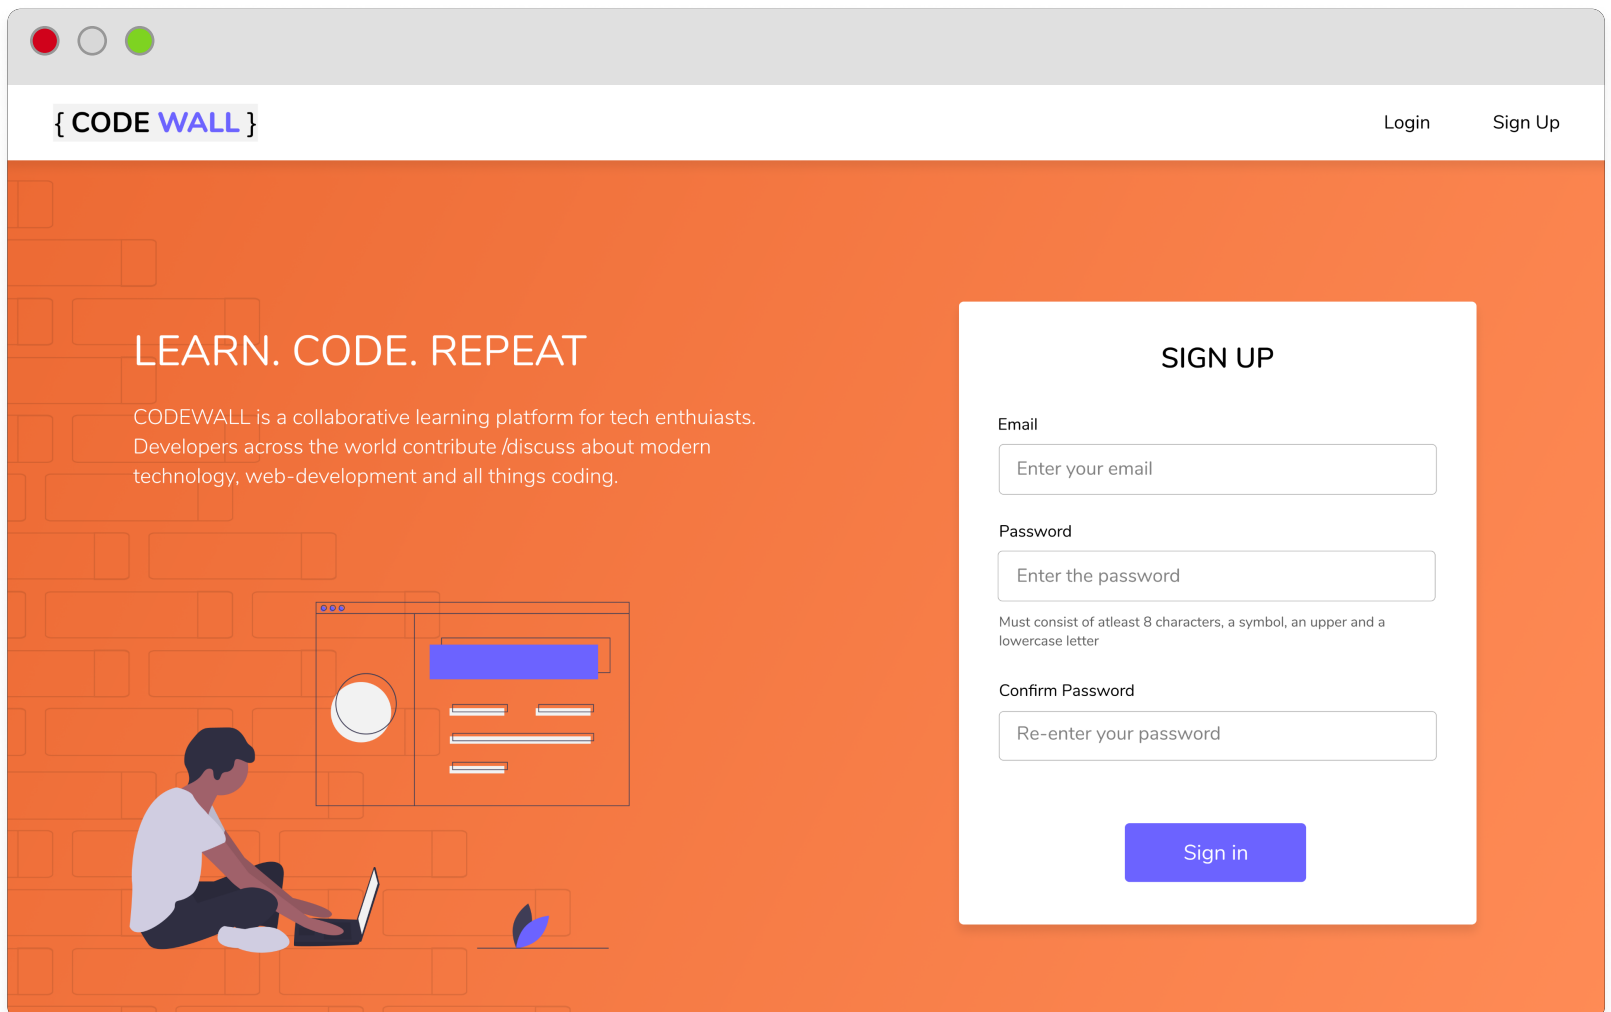 { CODE WALL }
Login
Sign Up
LEARN. CODE. REPEAT
CODEWALL is a collaborative learning platform for tech enthuiasts.
Developers across the world contribute /discuss about modern
technology, web-development and all things coding.
SIGN UP
Email
Enter your email
Password
Enter the password
Must consist of atleast 8 characters, a symbol, an upper and a
lowercase letter
Confirm Password
Re-enter your password
Sign in